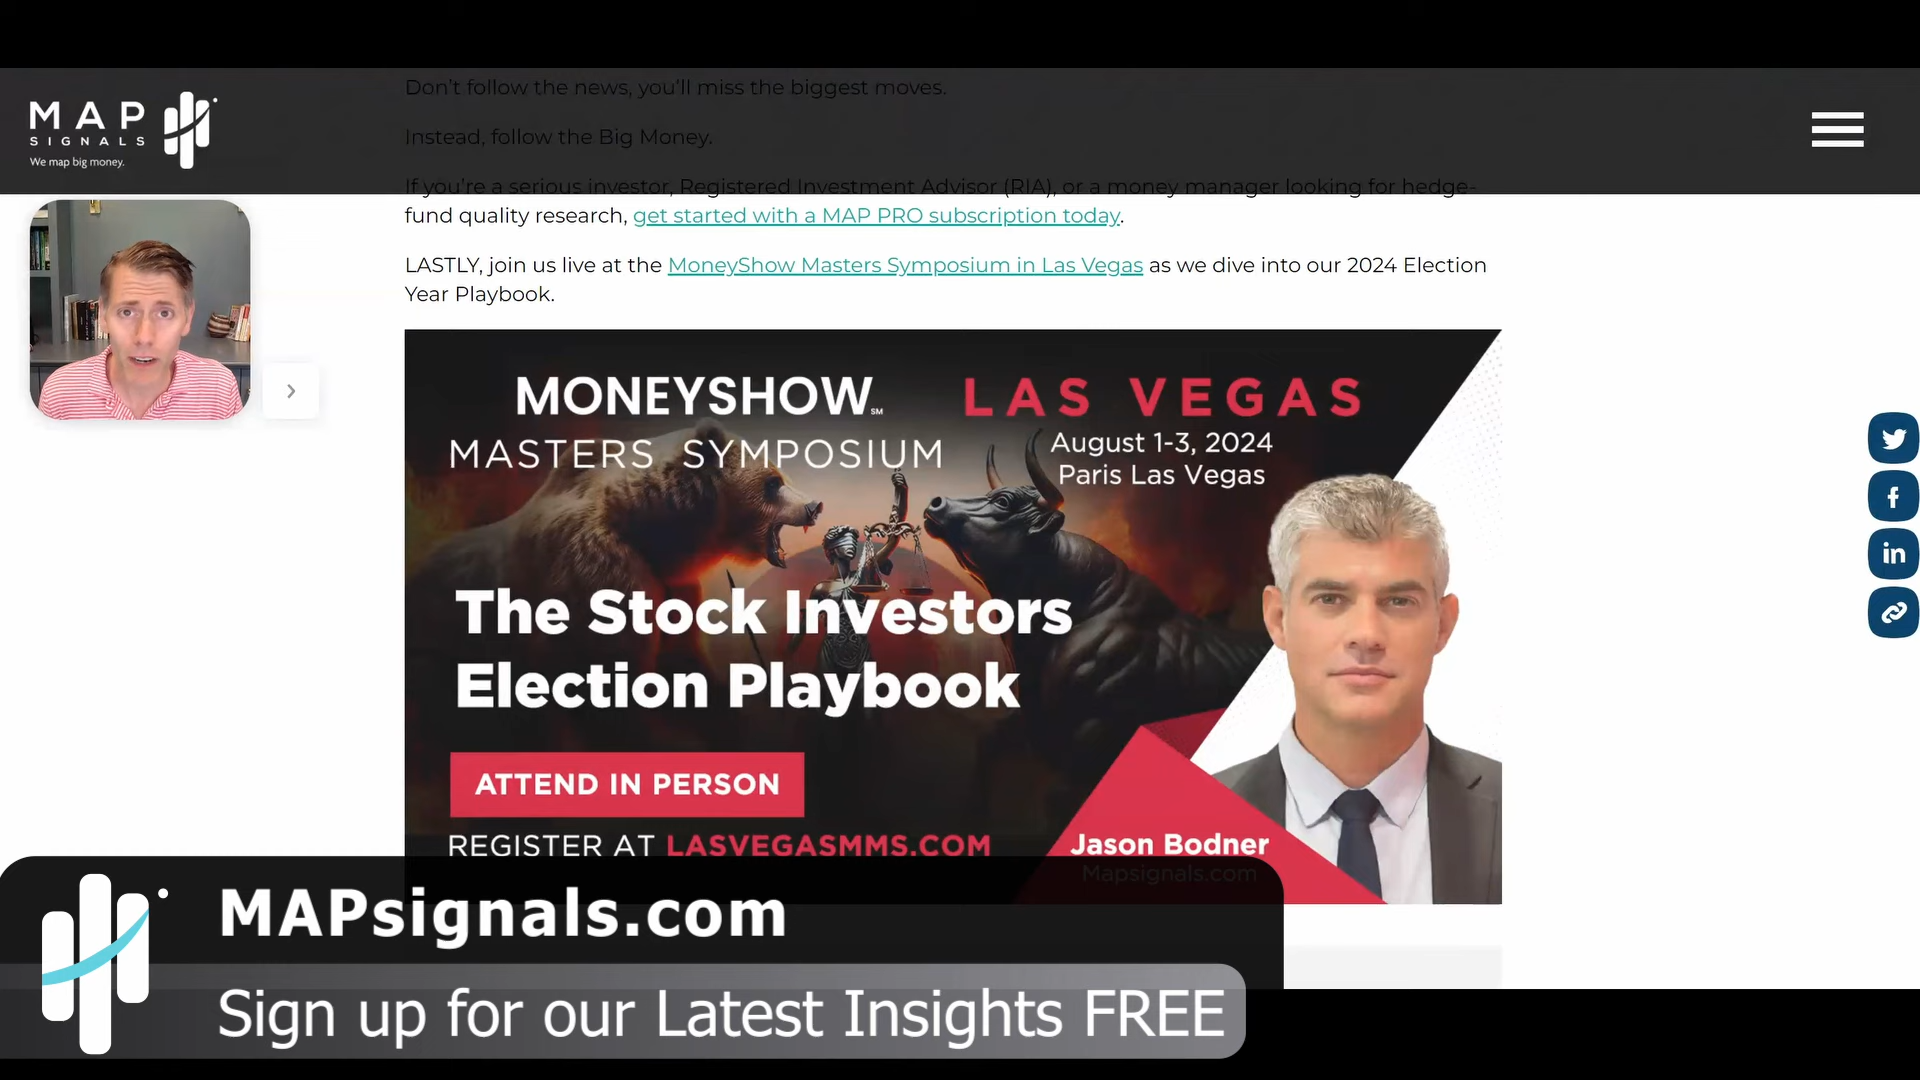 Don't follow the news, you'll miss the biggest moves.
MAP
SIGNALS
We map big money.
Instead, follow the Big Money.
If you're a serious investor, Registered Investment Advisor (RIA), or a money manager looking for hedge-
fund quality research, get started with a MAP PRO subscription today.
LASTLY, join us live at the MoneyShow Masters Symposium in Las Vegas as we dive into our 2024 Election
Year Playbook.
MONEYSHOW SM
MASTERS SYMPOSIUM
LAS VEGAS
August 1-3, 2024
Paris Las Vegas
The Stock Investors
Election Playbook
ATTEND IN PERSON
REGISTER AT LASVEGASMMS.COM
Jason Bodner
Mapsignals.com
MAPsignals.com
Sign up for our Latest Insights FREE